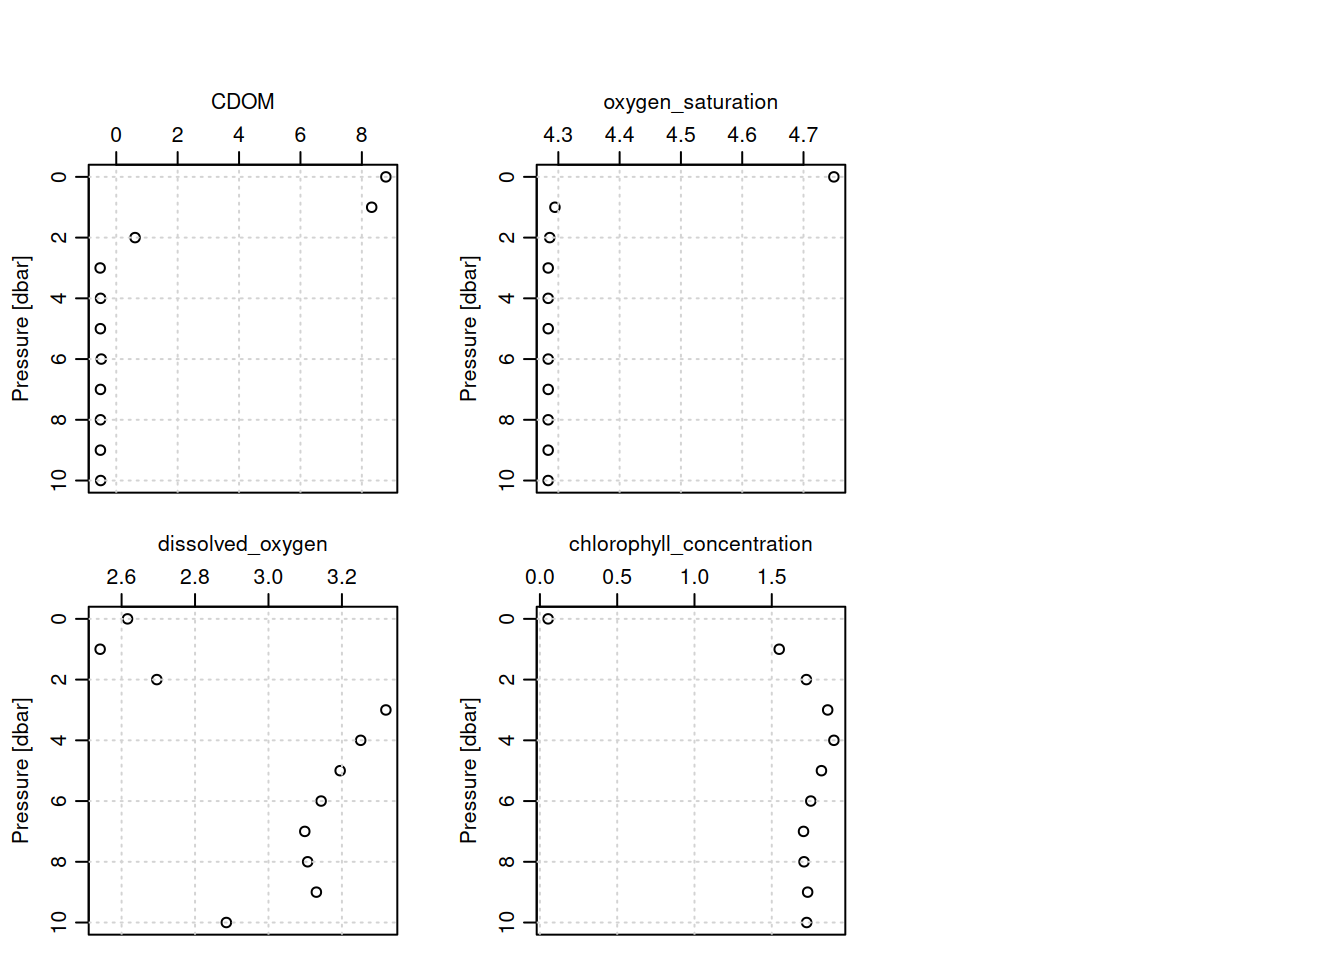 CDOM
0 2 4 6 8
Pressure [dbar]
0
2
4
6
8
10
oxygen_saturation
4.3 4.4 4.5 4.6 4.7
Pressure [dbar]
0
2
4
6
8
10
dissolved_oxygen
2.6 2.8 3.0 3.2
Pressure [dbar]
0
2
4
6
8
10
chlorophyll_concentration
0.0 0.5 1.0 1.5
Pressure [dbar]
0
2
4
6
8
10